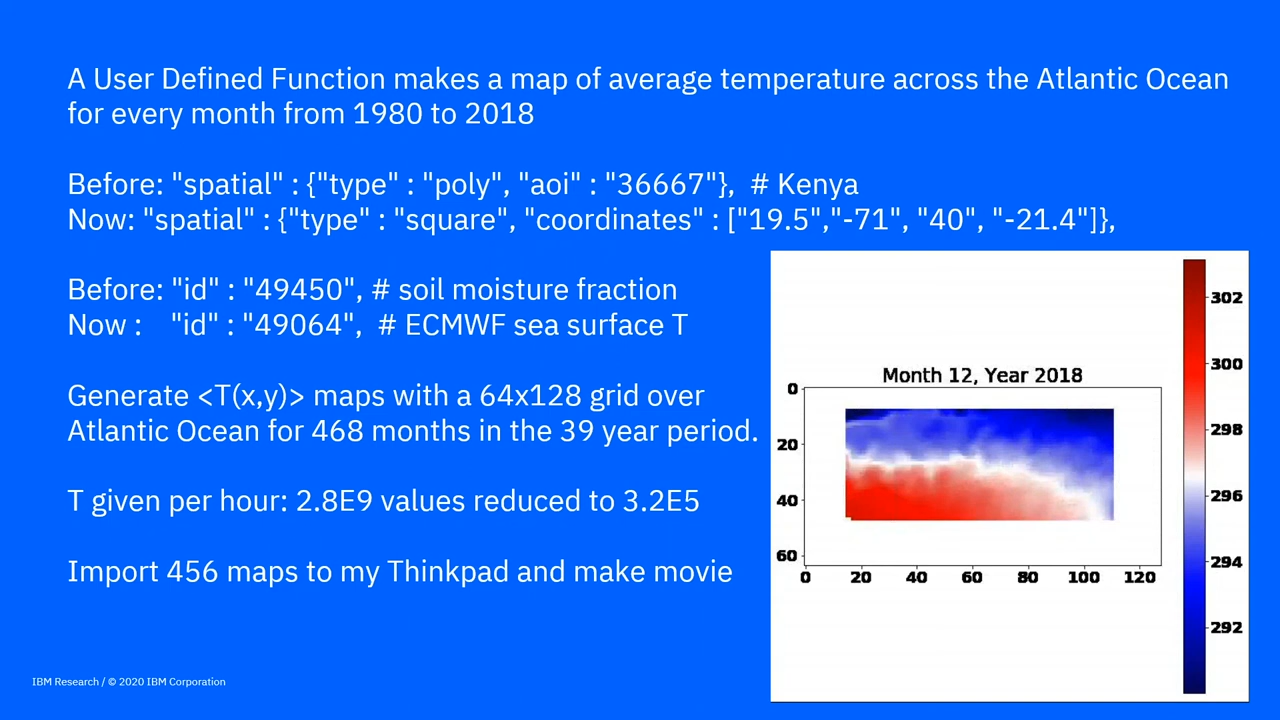 A User Defined Function makes a map of average temperature across the Atlantic Ocean
for every month from 1980 to 2018
Before: "spatial" : {"type" : "poly", "aoi" : "36667"},  # Kenya
Now: "spatial" : {"type" : "square", "coordinates" : ["19.5","-71", "40", "-21.4"]},
Before: "id" : "49450", # soil moisture fraction
Now :   "id" : "49064",  # ECMWF sea surface T
Generate <T(x,y)> maps with a 64x128 grid over
Atlantic Ocean for 468 months in the 39 year period.
T given per hour: 2.8E9 values reduced to 3.2E5
Import 456 maps to my Thinkpad and make movie
Month 12, Year 2018
0
20
40
60
0 20 40 60 80 100 120
302
300
298
296
294
292
IBM Research / © 2020 IBM Corporation